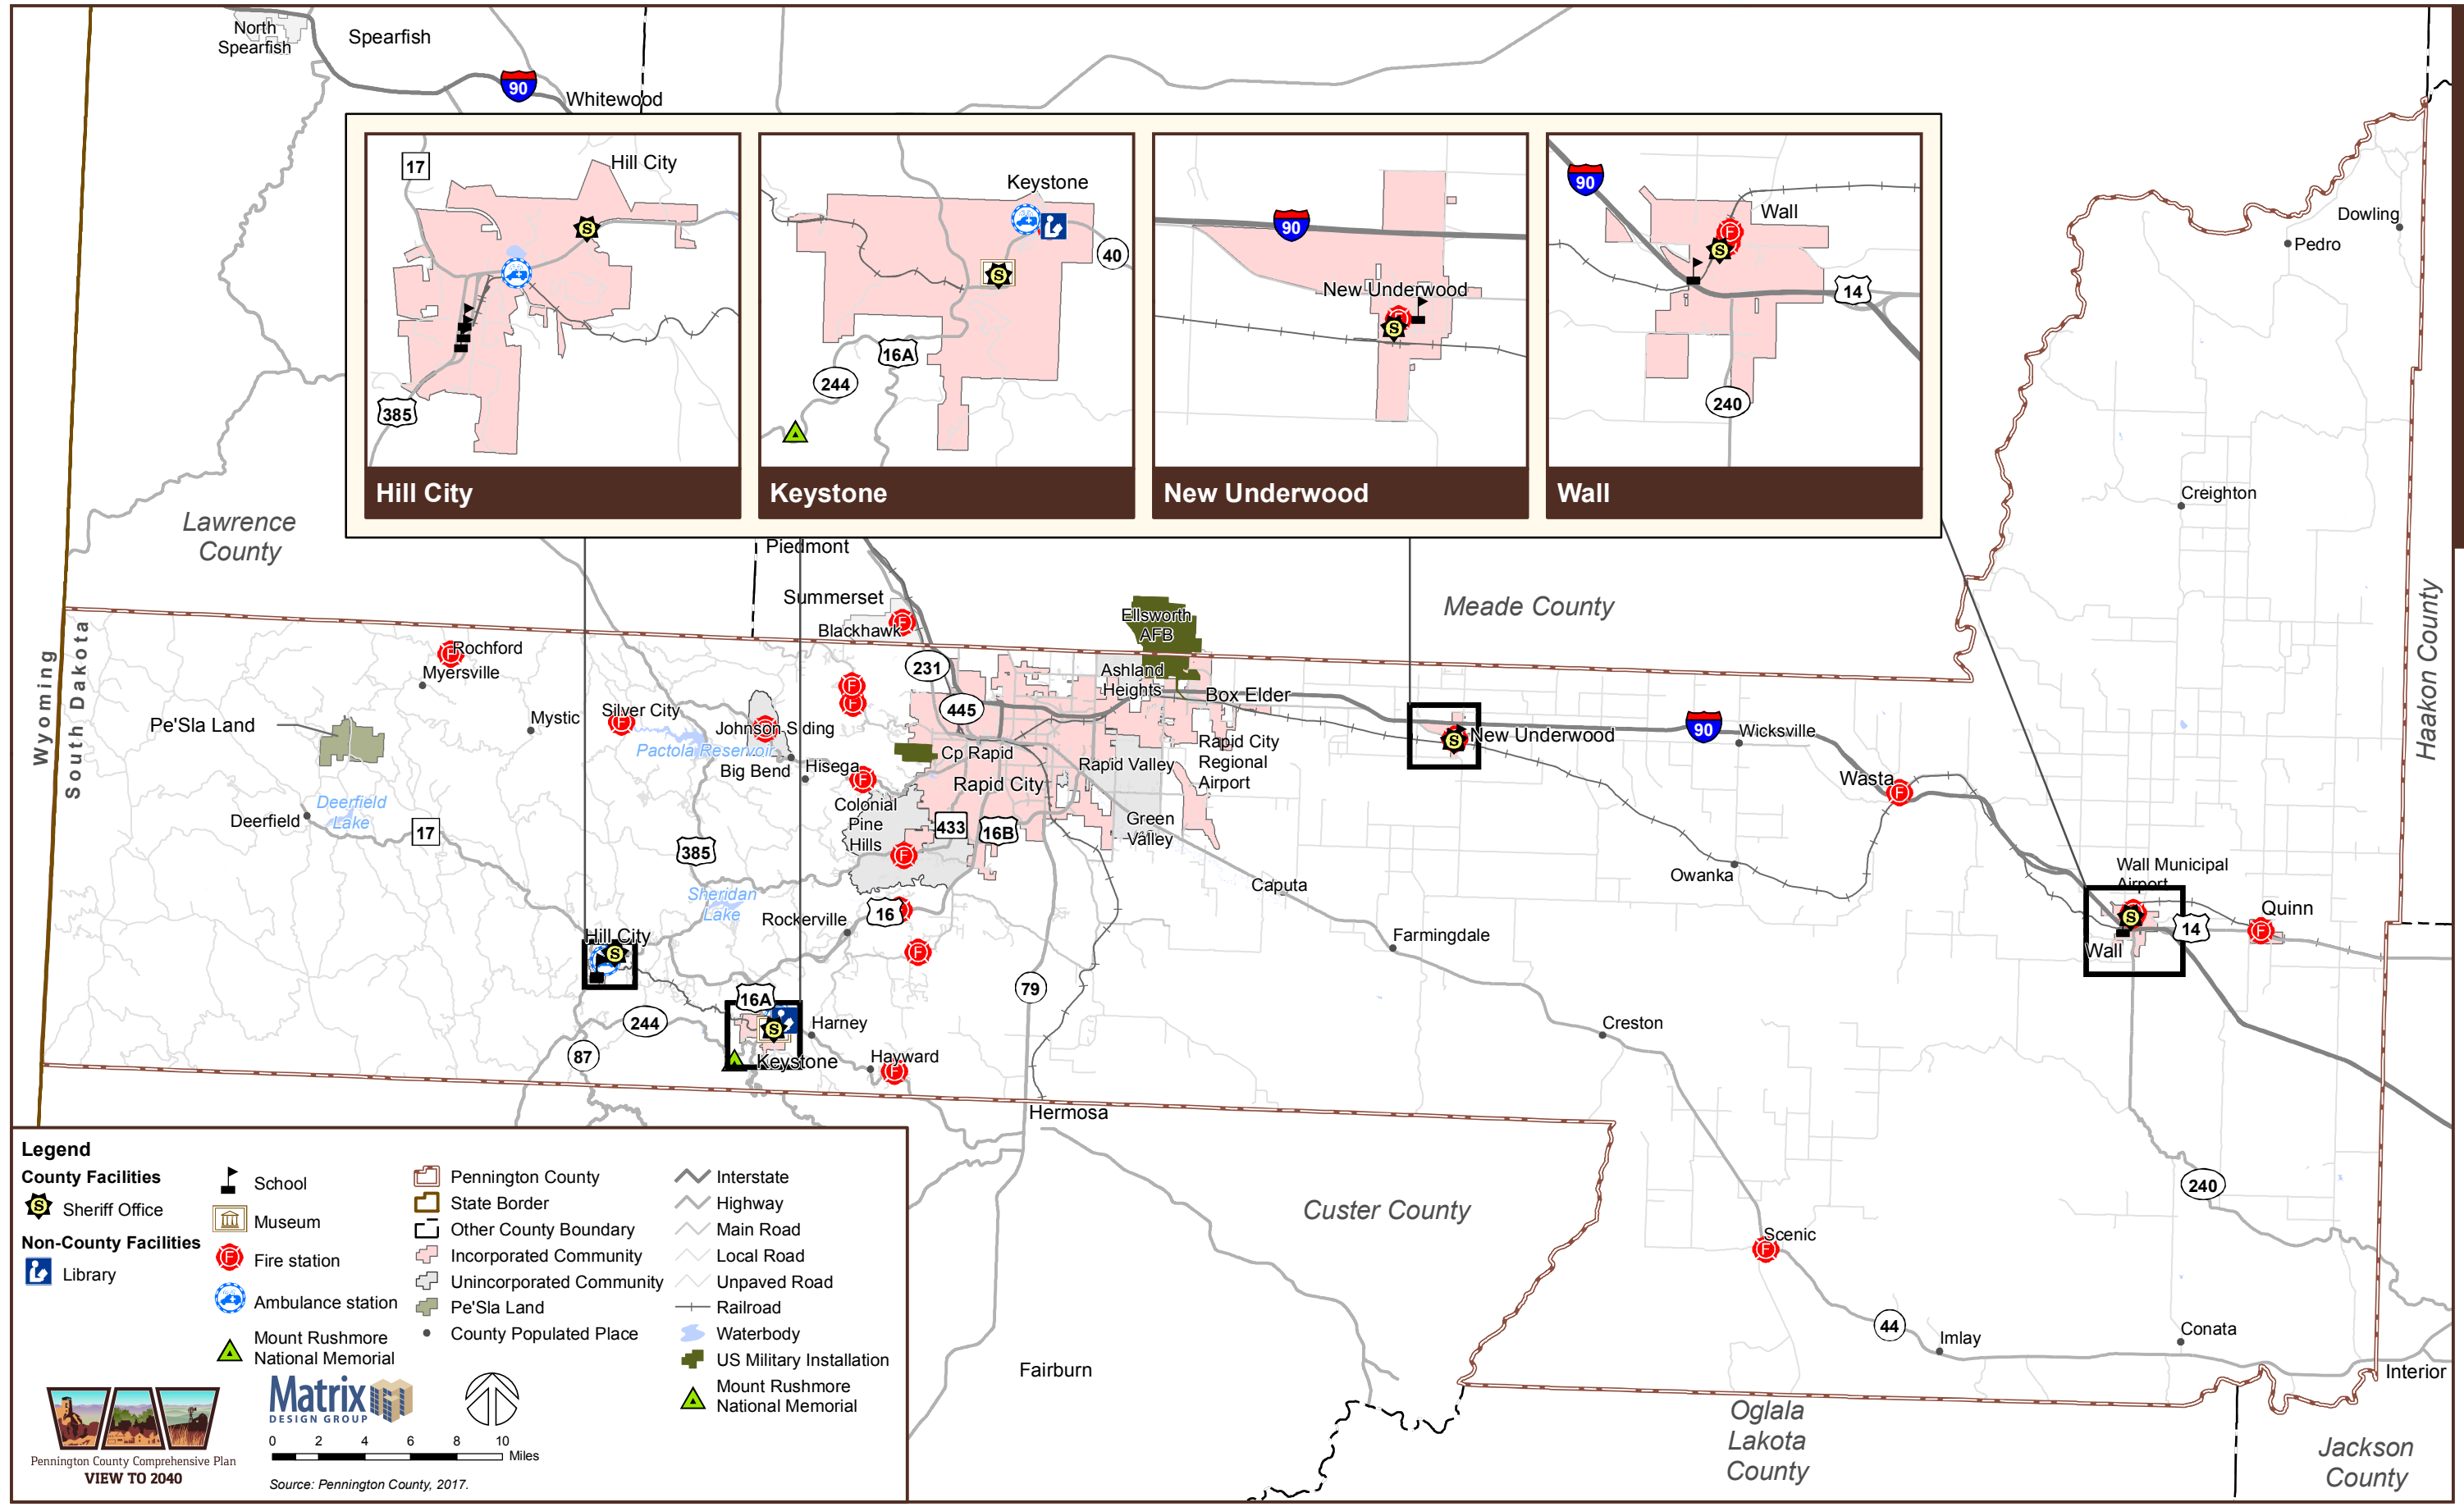 North
Spearfish
Spearfish
90
Whitewood
17
Hill City
385
Hill City
Keystone
40
16A
244
Keystone
90
New Underwood
New Underwood
90
Wall
14
240
Wall
Dowling
Pedro
Creighton
Lawrence
County
Piedmont
Summerset
Blackhawk
Meade County
Haakon County
Wyoming
South Dakota
Ellsworth
AFB
Rochford
Myersville
231
Ashland
Heights
Box Elder
445
Pe'Sla Land
Mystic
Silver City
Johnson Siding
Pactola Reservoir
Big Bend
Hisega
Cp Rapid
Rapid City
Rapid Valley
Rapid City
Regional
Airport
New Underwood
90
Wicksville
Wasta
Deerfield
Lake
Deerfield
17
Colonial
Pine
Hills
433
16B
Green
Valley
385
Owanka
Wall Municipal
Airport
Caputa
Sheridan
Lake
Rockerville
16
Farmingdale
Quinn
14
Wall
Hill City
79
16A
244
Harney
87
Keystone
Hayward
Creston
Hermosa
Custer County
240
Scenic
44
Imlay
Conata
Interior
Fairburn
Oglala
Lakota
County
Jackson
County
Legend
County Facilities
Sheriff Office
Non-County Facilities
Library
School
Museum
Fire station
Ambulance station
Mount Rushmore
National Memorial
Pennington County
State Border
Other County Boundary
Incorporated Community
Unincorporated Community
Pe'Sla Land
County Populated Place
Interstate
Highway
Main Road
Local Road
Unpaved Road
Railroad
Waterbody
US Military Installation
Mount Rushmore
National Memorial
Pennington County Comprehensive Plan
VIEW TO 2040
Matrix
DESIGN GROUP
0 2 4 6 8 10
Miles
Source: Pennington County, 2017.